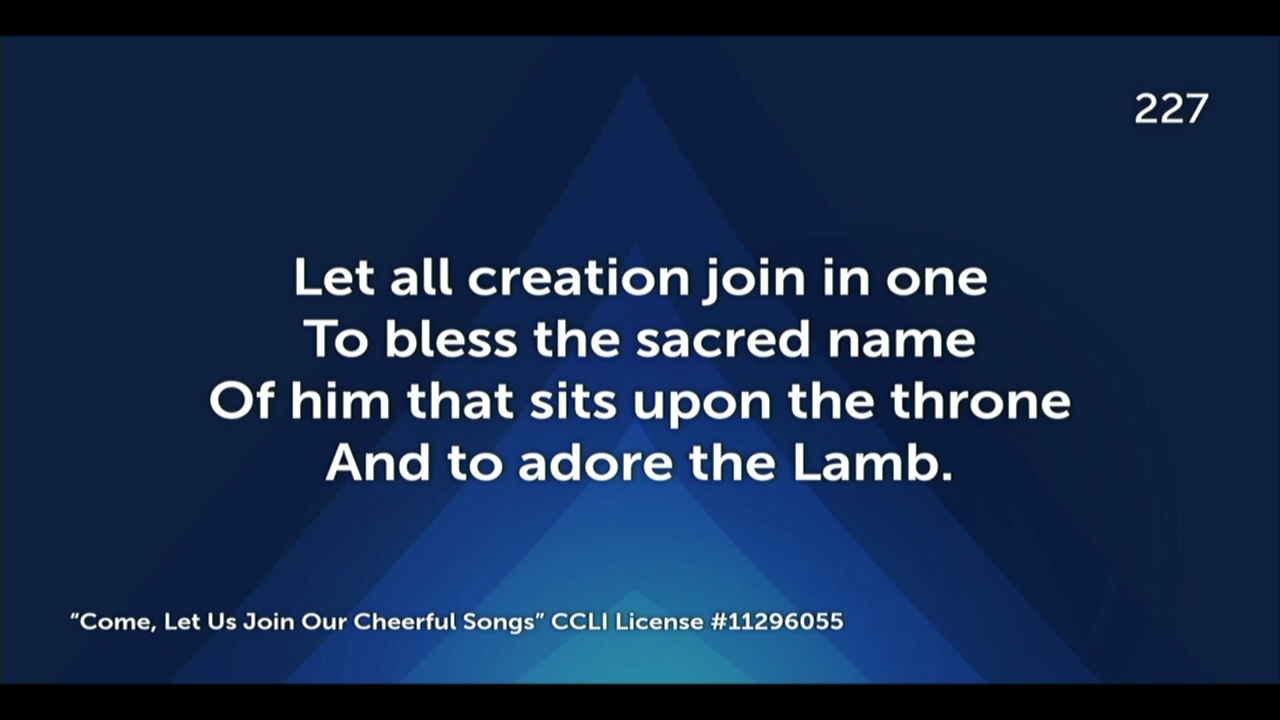 227
Let all creation join in one
To bless the sacred name
Of him that sits upon the throne
And to adore the Lamb.
“Come, Let Us Join Our Cheerful Songs” CCLI License #11296055